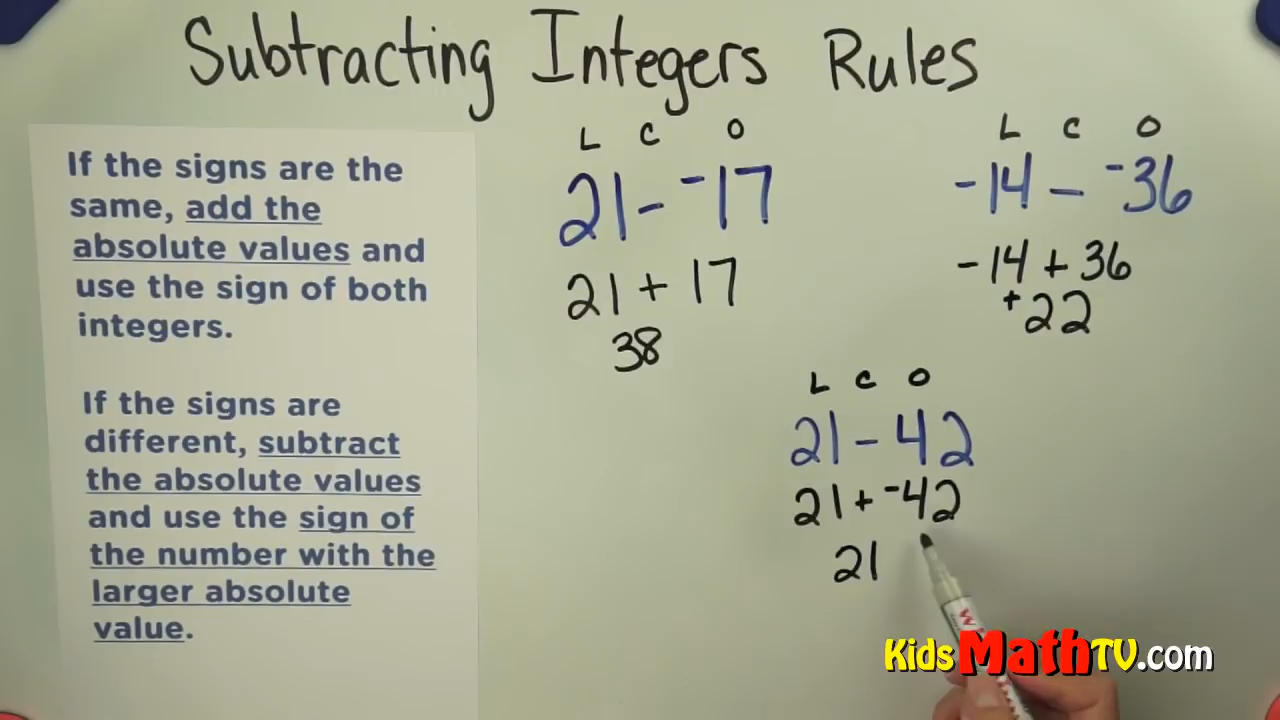 Subtracting Integers Rules
If the signs are the
same, add the
absolute values and
use the sign of both
integers.
If the signs are
different, subtract
the absolute values
and use the sign of
the number with the
larger absolute
value.
L C O
21 - -17
21 + 17
38
L C O
-14 - -36
-14 + 36
+22
L C O
21 - 42
21 + -42
21
KidsMathTV.com